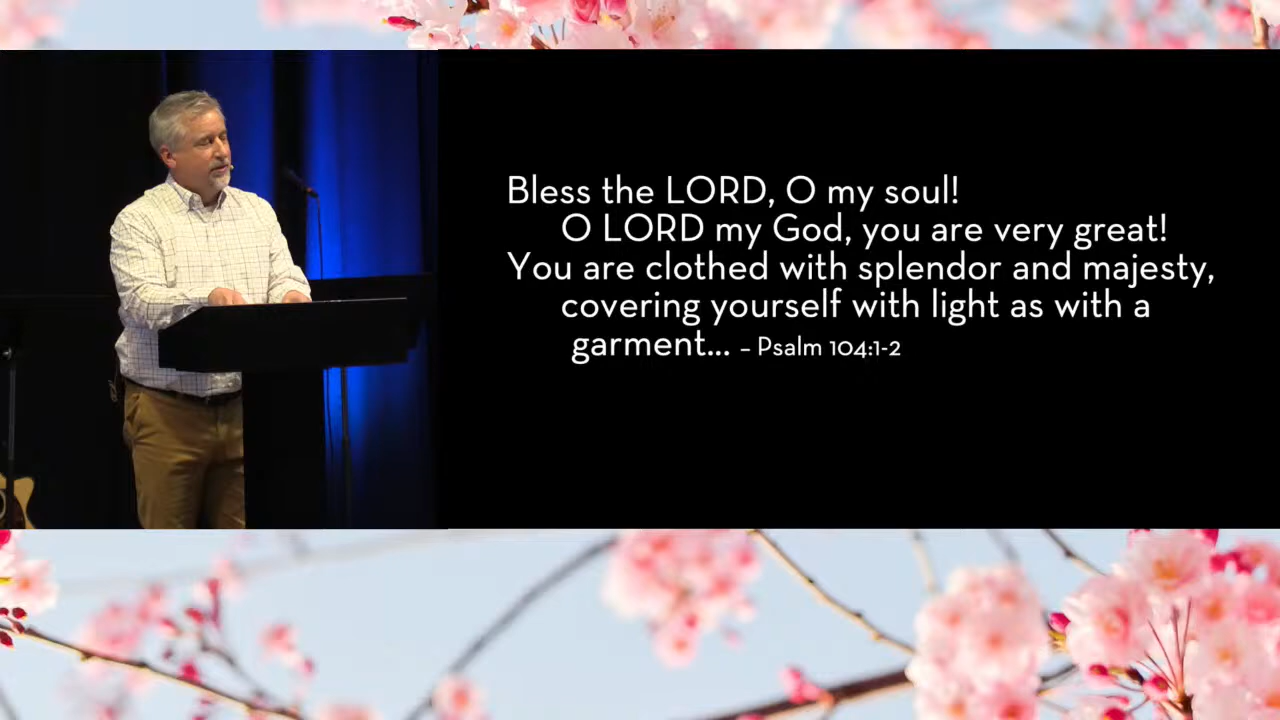 Bless the LORD, O my soul!
O LORD my God, you are very great!
You are clothed with splendor and majesty,
covering yourself with light as with a
garment... – Psalm 104:1-2